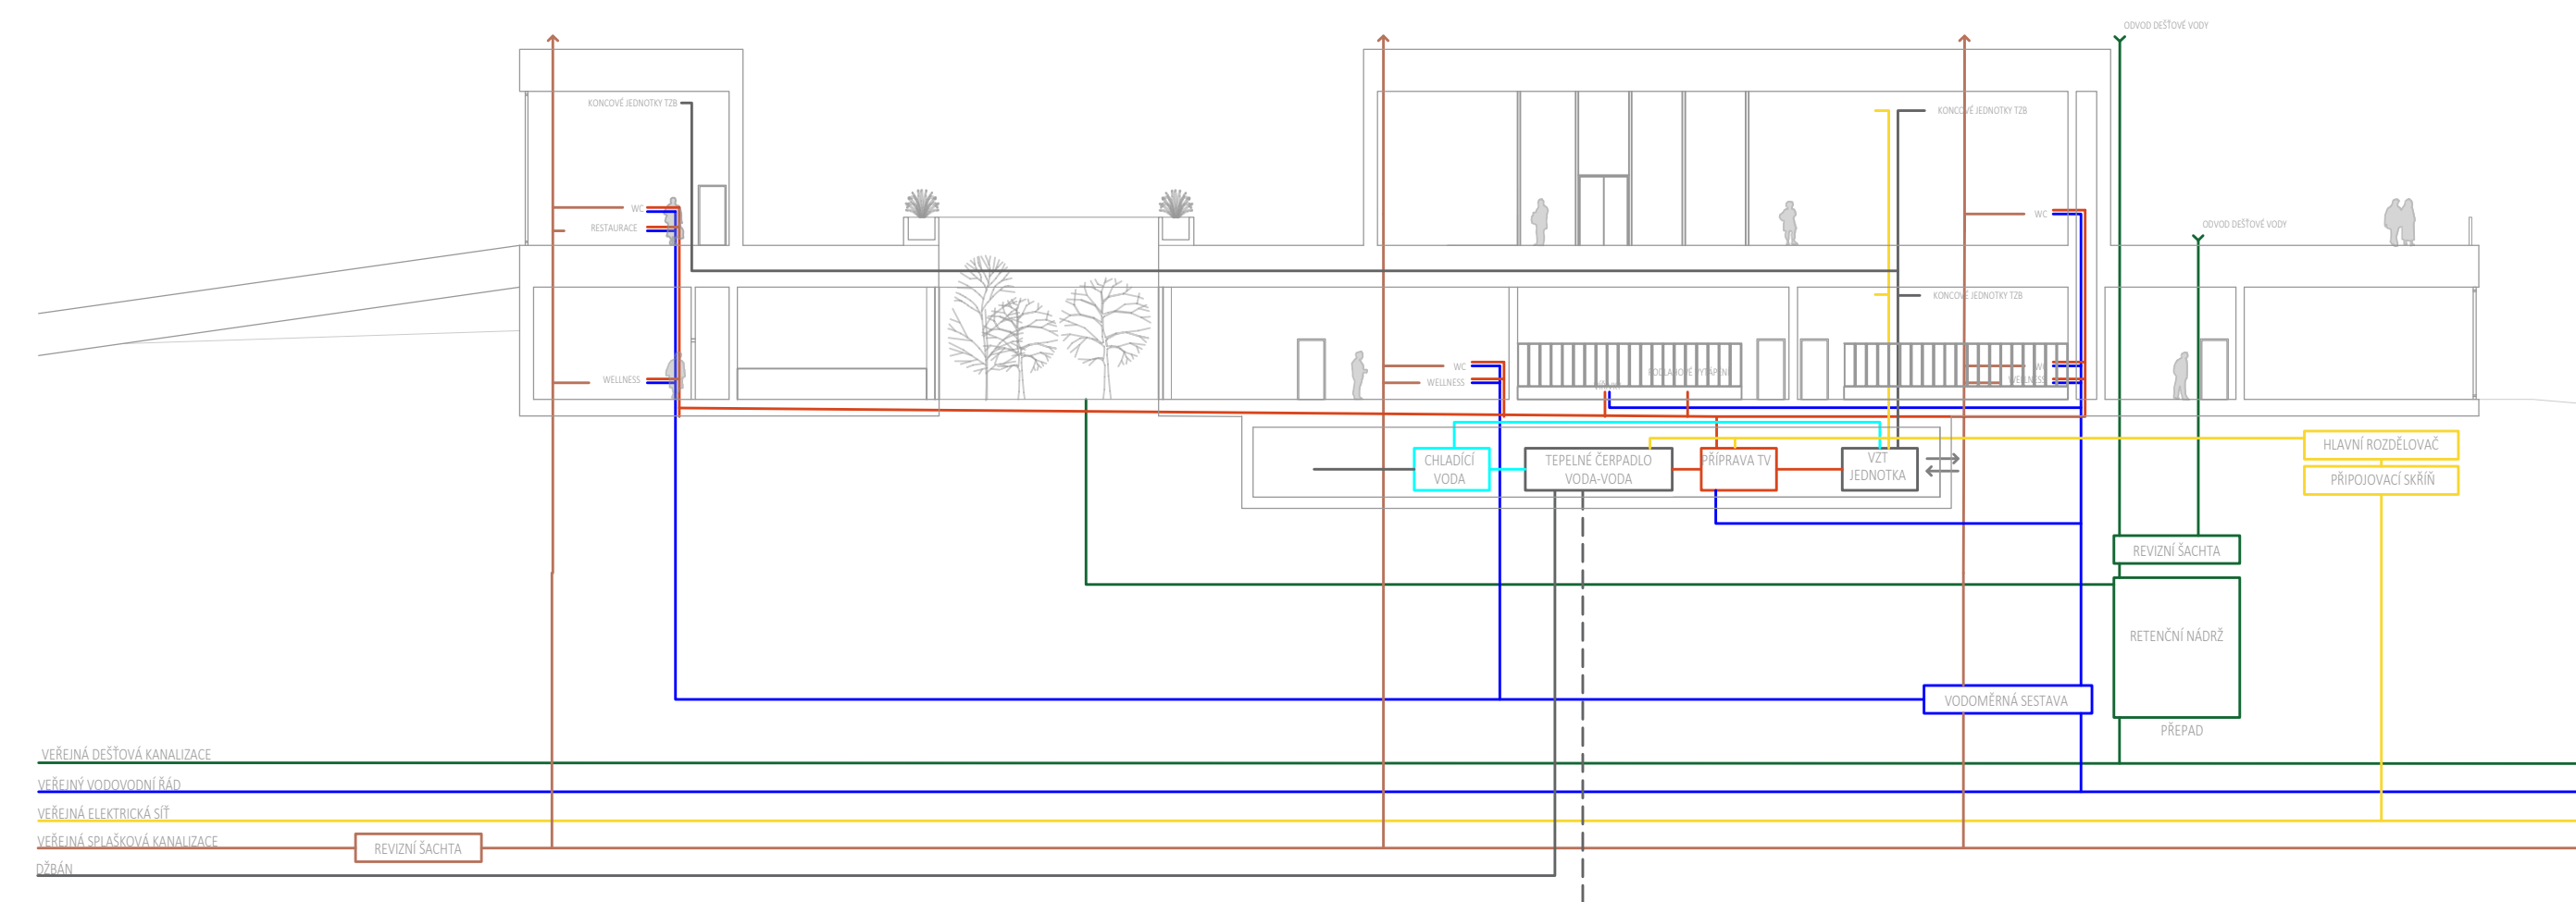 ODVOD DEŠŤOVÉ VODY
KONCOVÉ JEDNOTKY TZB
KONCOVÉ JEDNOTKY TZB
WC
WC
RESTAURACE
ODVOD DEŠŤOVÉ VODY
KONCOVÉ JEDNOTKY TZB
WC
WC
PODLAHOVÉ VYTÁPĚNÍ
WELLNESS
WELLNESS
WELLNESS
HLAVNÍ ROZDĚLOVAČ
CHLADÍCÍ
VODA
TEPELNÉ ČERPADLO
VODA-VODA
PŘÍPRAVA TV
VZT
JEDNOTKA
PŘIPOJOVACÍ SKŘÍŇ
REVIZNÍ ŠACHTA
RETENČNÍ NÁDRŽ
VODOMĚRNÁ SESTAVA
PŘEPAD
VEŘEJNÁ DEŠŤOVÁ KANALIZACE
VEŘEJNÝ VODOVODNÍ ŘÁD
VEŘEJNÁ ELEKTRICKÁ SÍŤ
VEŘEJNÁ SPLAŠKOVÁ KANALIZACE
REVIZNÍ ŠACHTA
DŽBÁN